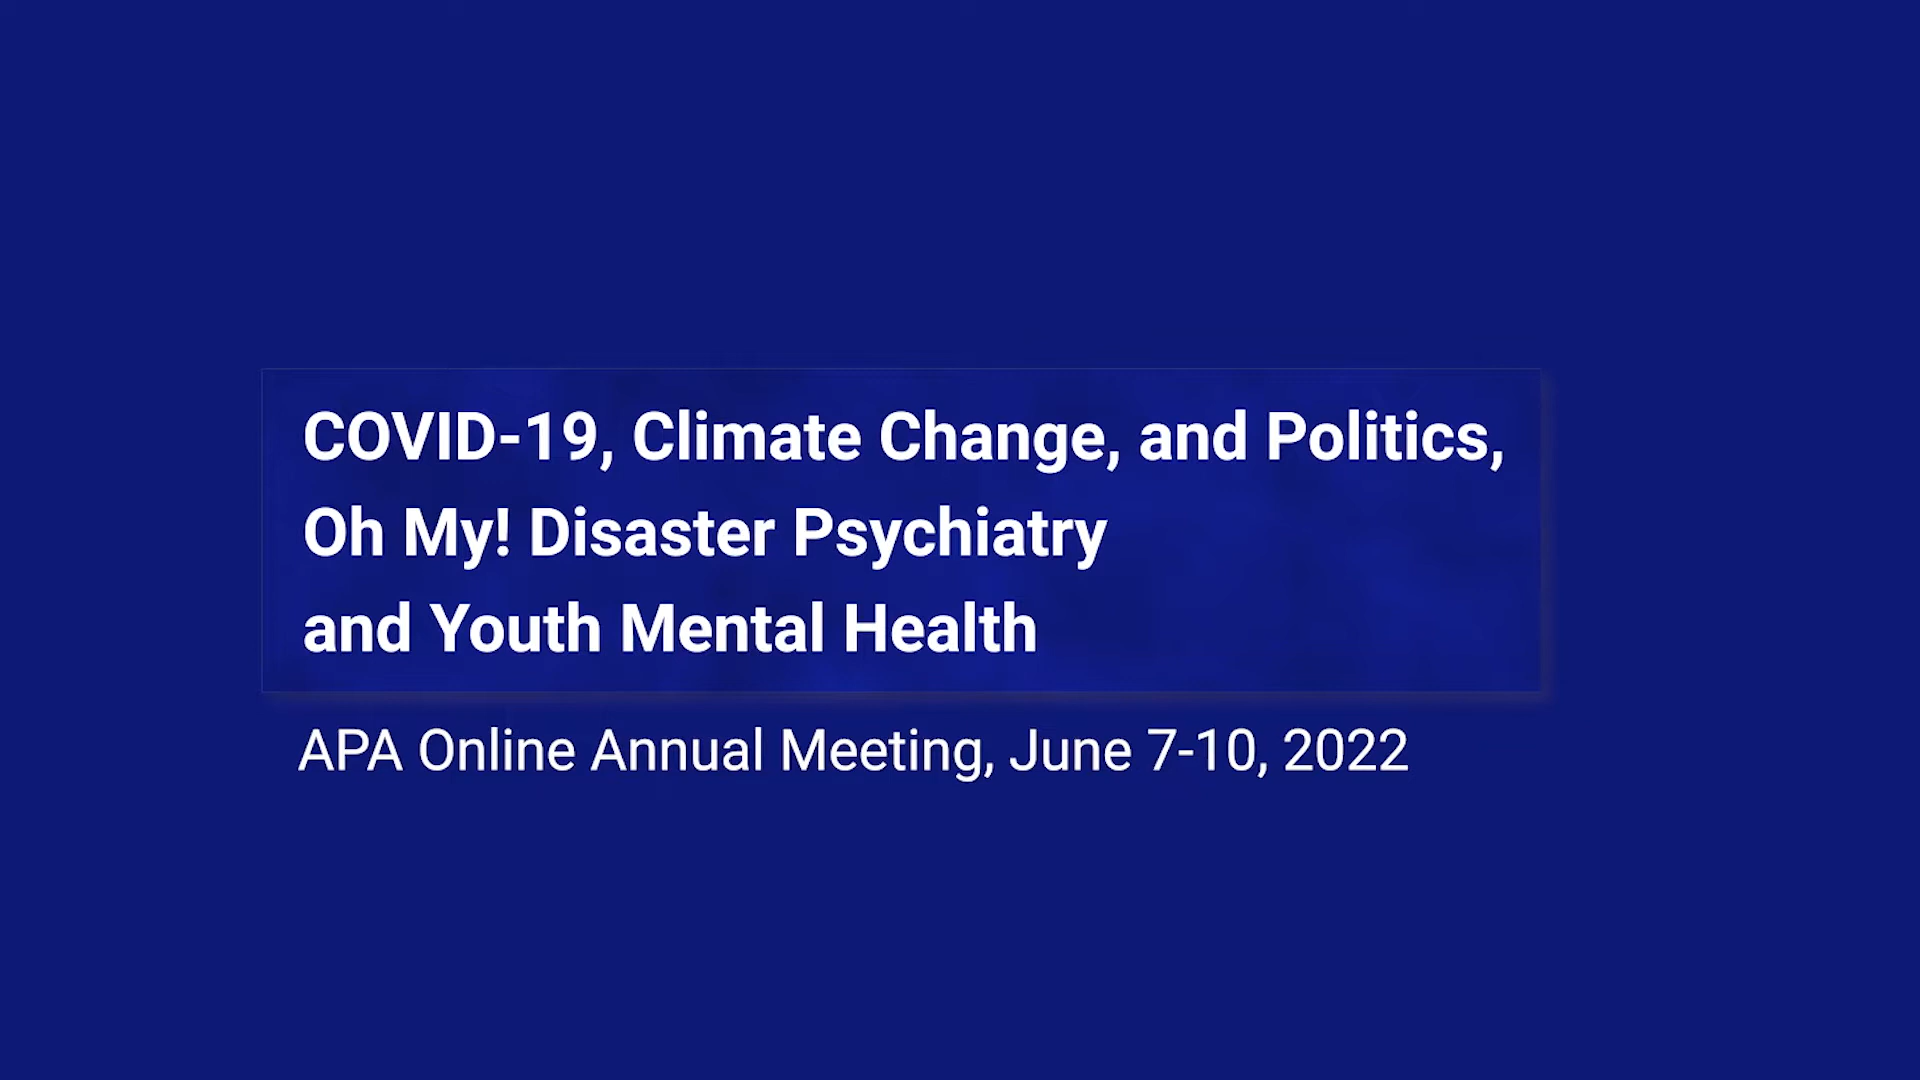 COVID-19, Climate Change, and Politics,
Oh My! Disaster Psychiatry
and Youth Mental Health
APA Online Annual Meeting, June 7-10, 2022